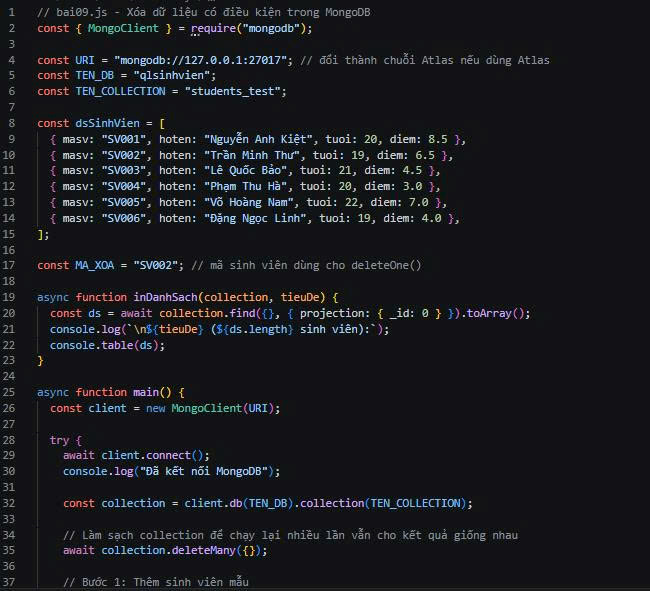 1 // bai09.js - Xóa dữ liệu có điều kiện trong MongoDB
2 const { MongoClient } = require("mongodb");
3
4 const URI = "mongodb://127.0.0.1:27017"; // đổi thành chuỗi Atlas nếu dùng Atlas
5 const TEN_DB = "qlsinhvien";
6 const TEN_COLLECTION = "students_test";
7
8 const dsSinhVien = [
9   { masv: "SV001", hoten: "Nguyễn Anh Kiệt", tuoi: 20, diem: 8.5 },
10   { masv: "SV002", hoten: "Trần Minh Thư", tuoi: 19, diem: 6.5 },
11   { masv: "SV003", hoten: "Lê Quốc Bảo", tuoi: 21, diem: 4.5 },
12   { masv: "SV004", hoten: "Phạm Thu Hà", tuoi: 20, diem: 3.0 },
13   { masv: "SV005", hoten: "Võ Hoàng Nam", tuoi: 22, diem: 7.0 },
14   { masv: "SV006", hoten: "Đặng Ngọc Linh", tuoi: 19, diem: 4.0 },
15 ];
16
17 const MA_XOA = "SV002"; // mã sinh viên dùng cho deleteOne()
18
19 async function inDanhSach(collection, tieuDe) {
20   const ds = await collection.find({}, { projection: { _id: 0 } }).toArray();
21   console.log(`\n${tieuDe} (${ds.length} sinh viên):`);
22   console.table(ds);
23 }
24
25 async function main() {
26   const client = new MongoClient(URI);
27
28   try {
29     await client.connect();
30     console.log("Đã kết nối MongoDB");
31
32     const collection = client.db(TEN_DB).collection(TEN_COLLECTION);
33
34     // Làm sạch collection để chạy lại nhiều lần vẫn cho kết quả giống nhau
35     await collection.deleteMany({});
36
37     // Bước 1: Thêm sinh viên mẫu